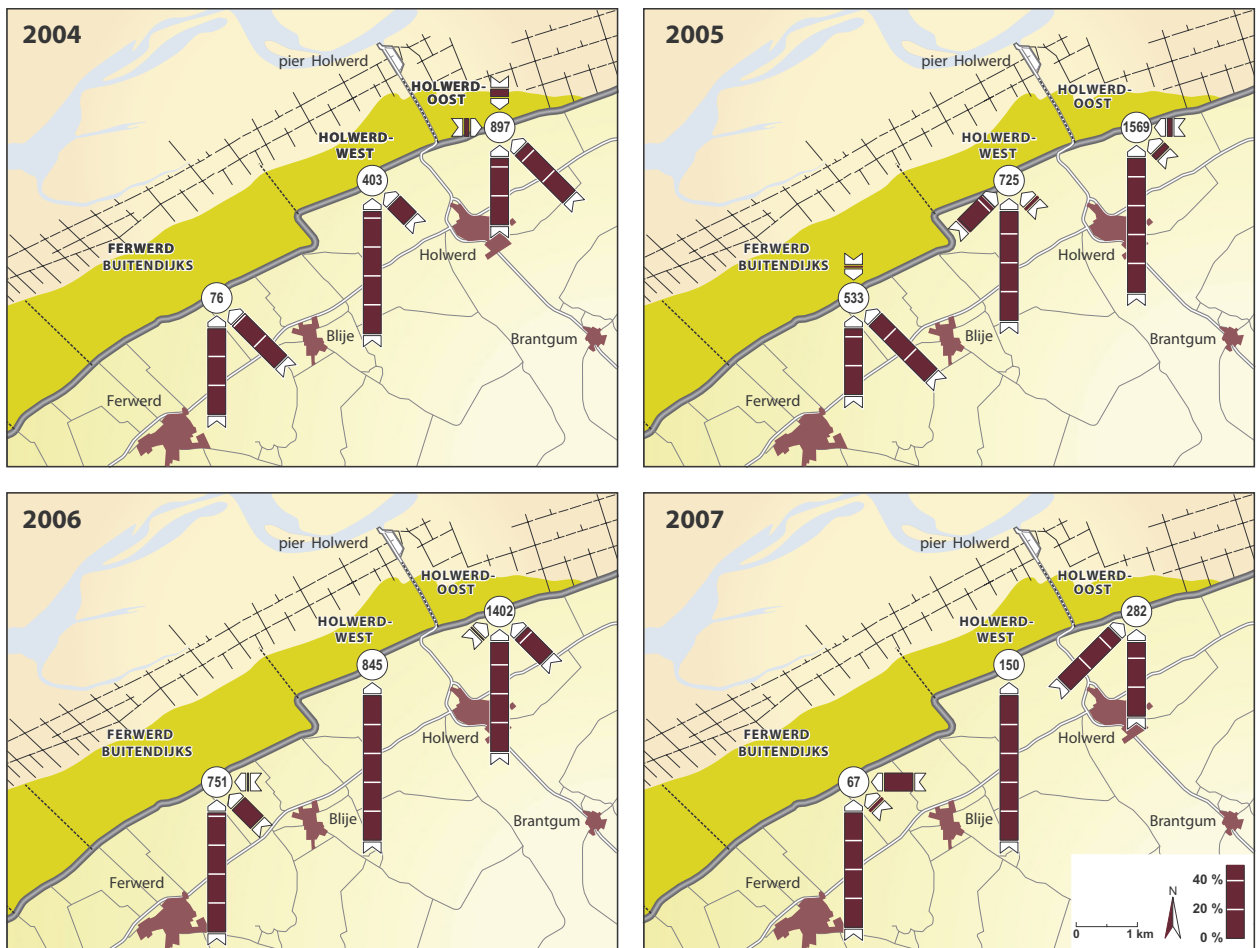 2004
pier Holwerd
HOLWERD-
OOST
897
HOLWERD-
WEST
403
FERWERD
BUITENDIJKS
Holwerd
76
Blije
Brantgum
Ferwerd
2005
pier Holwerd
HOLWERD-
OOST
1569
HOLWERD-
WEST
725
FERWERD
BUITENDIJKS
Holwerd
533
Blije
Brantgum
Ferwerd
2006
pier Holwerd
HOLWERD-
OOST
1402
HOLWERD-
WEST
845
FERWERD
BUITENDIJKS
Holwerd
751
Blije
Brantgum
Ferwerd
2007
pier Holwerd
HOLWERD-
OOST
282
HOLWERD-
WEST
150
FERWERD
BUITENDIJKS
Holwerd
67
Blije
Brantgum
Ferwerd
N
40 %
20 %
0 %
0 1 km